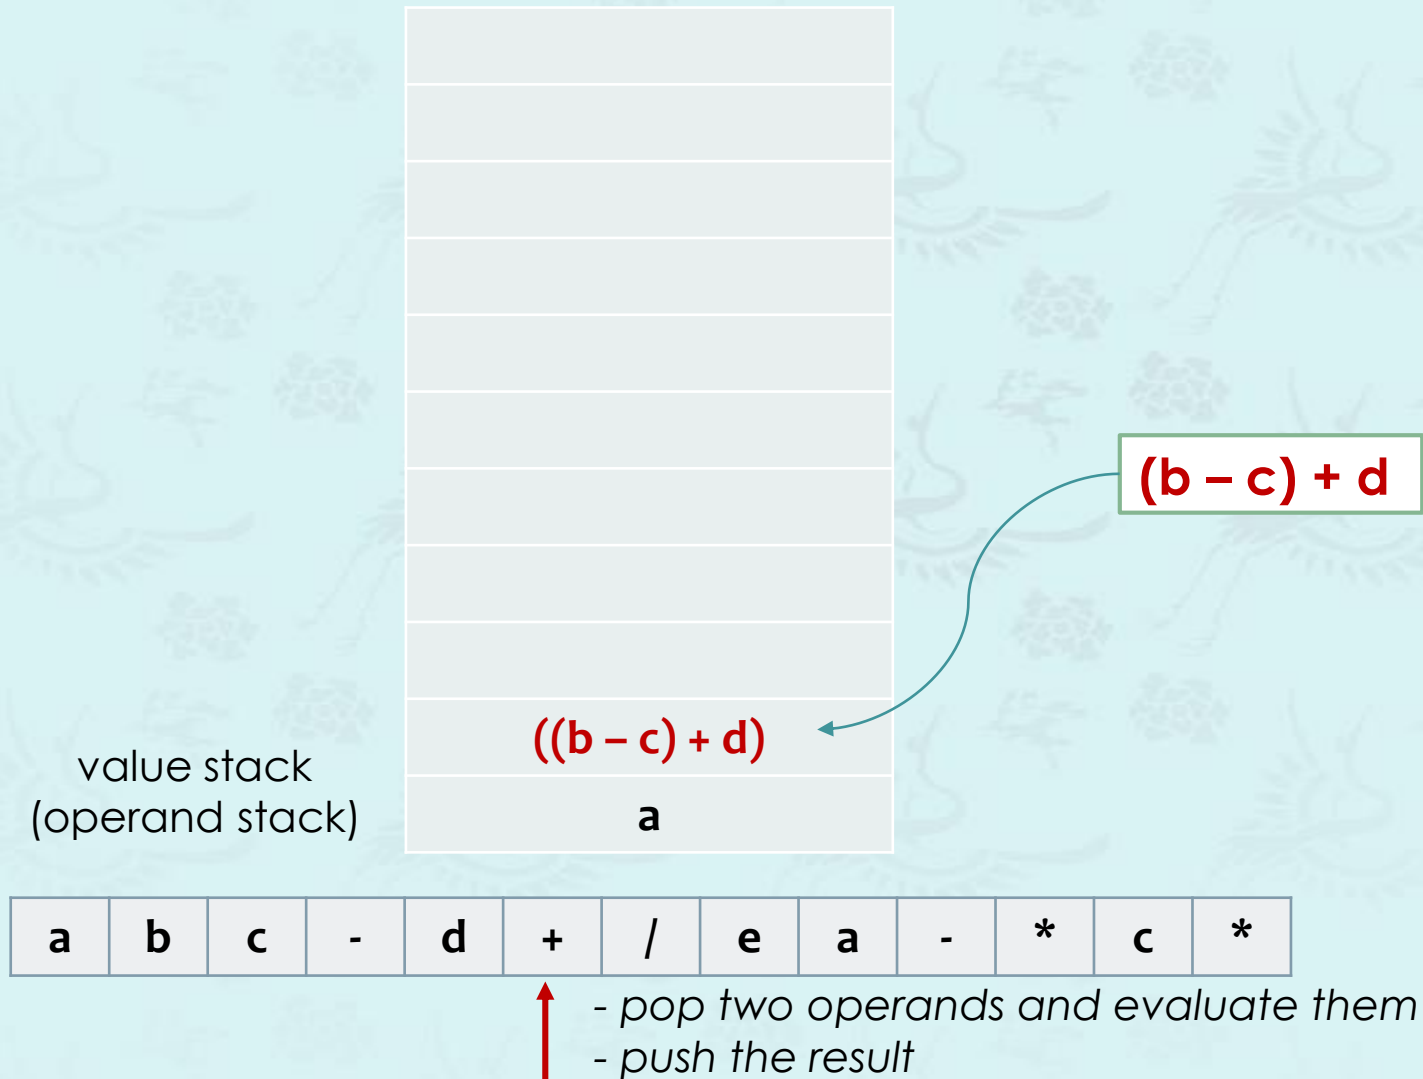 (b – c) + d
((b – c) + d)
value stack
(operand stack)
a
a b c - d + / e a - * c *
- pop two operands and evaluate them
- push the result